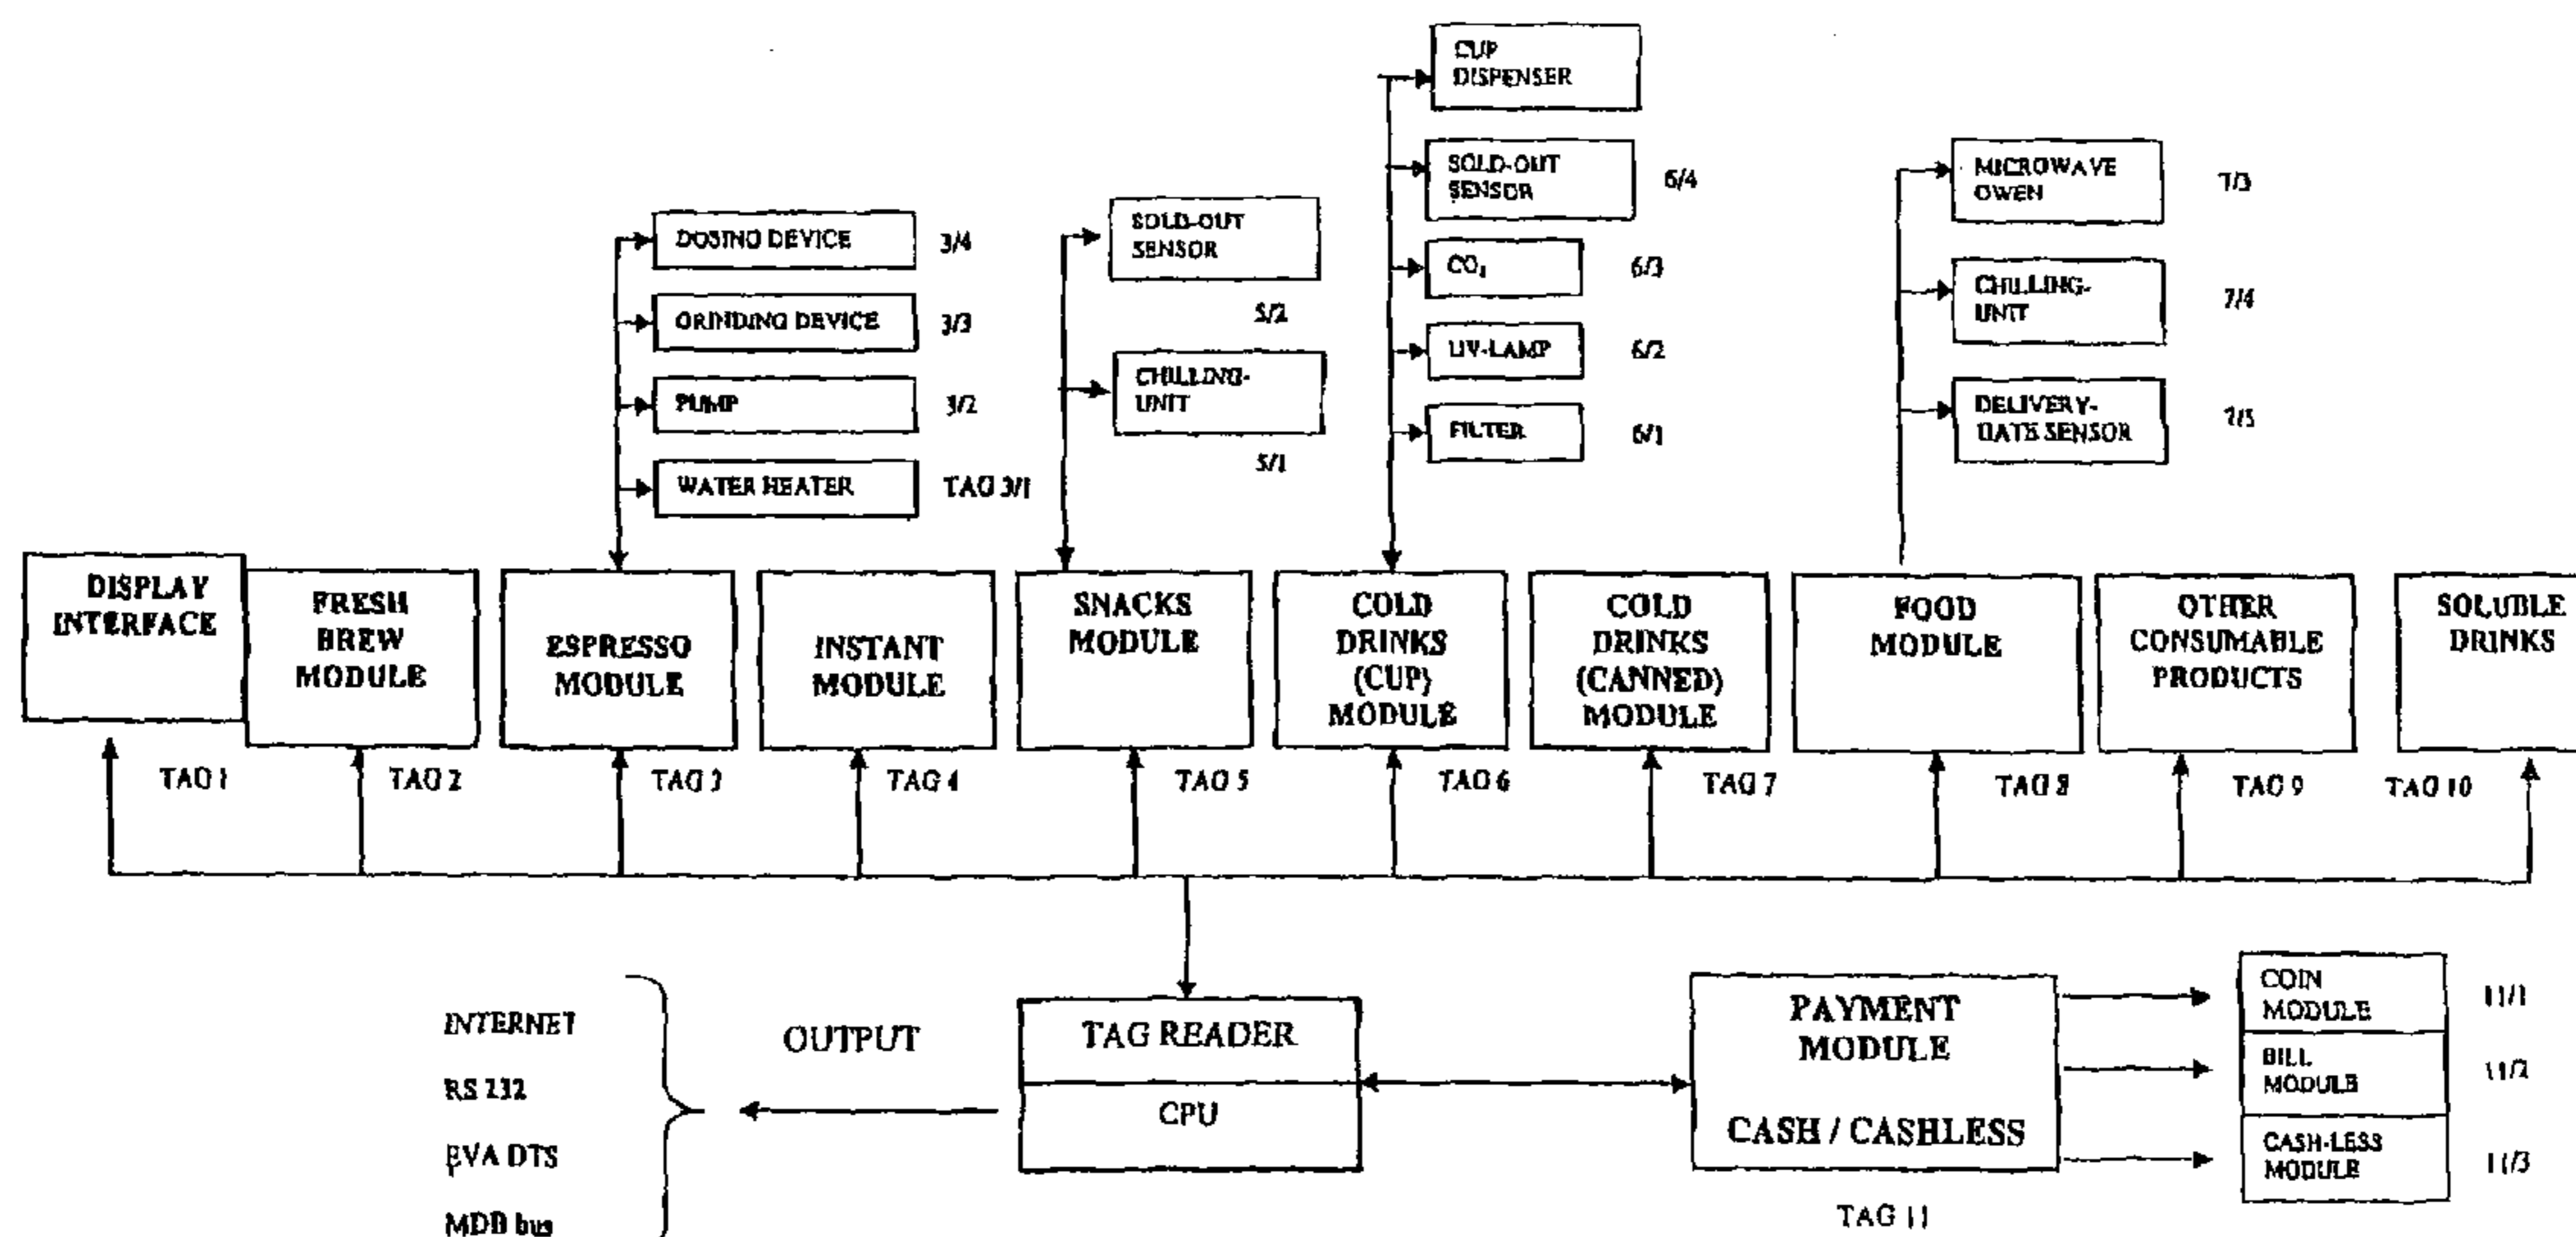 CUP
DISPENSER
SOLD-OUT
SENSOR
6/4
CO₂
6/3
UV-LAMP
6/2
FILTER
6/1
MICROWAVE
OWEN
7/3
CHILLING-
UNIT
7/4
DELIVERY-
DATE SENSOR
7/5
DOSING DEVICE
3/4
GRINDING DEVICE
3/3
PUMP
3/2
WATER HEATER
TAG 3/1
SOLD-OUT
SENSOR
5/2
CHILLING-
UNIT
5/1
DISPLAY
INTERFACE
TAG 1
FRESH
BREW
MODULE
TAG 2
ESPRESSO
MODULE
TAG 3
INSTANT
MODULE
TAG 4
SNACKS
MODULE
TAG 5
COLD
DRINKS
(CUP)
MODULE
TAG 6
COLD
DRINKS
(CANNED)
MODULE
TAG 7
FOOD
MODULE
TAG 8
OTHER
CONSUMABLE
PRODUCTS
TAG 9
SOLUBLE
DRINKS
TAG 10
INTERNET
RS 232
EVA DTS
MDB bus
OUTPUT
TAG READER
CPU
PAYMENT
MODULE
CASH / CASHLESS
TAG 11
COIN
MODULE
11/1
BILL
MODULE
11/2
CASH-LESS
MODULE
11/3